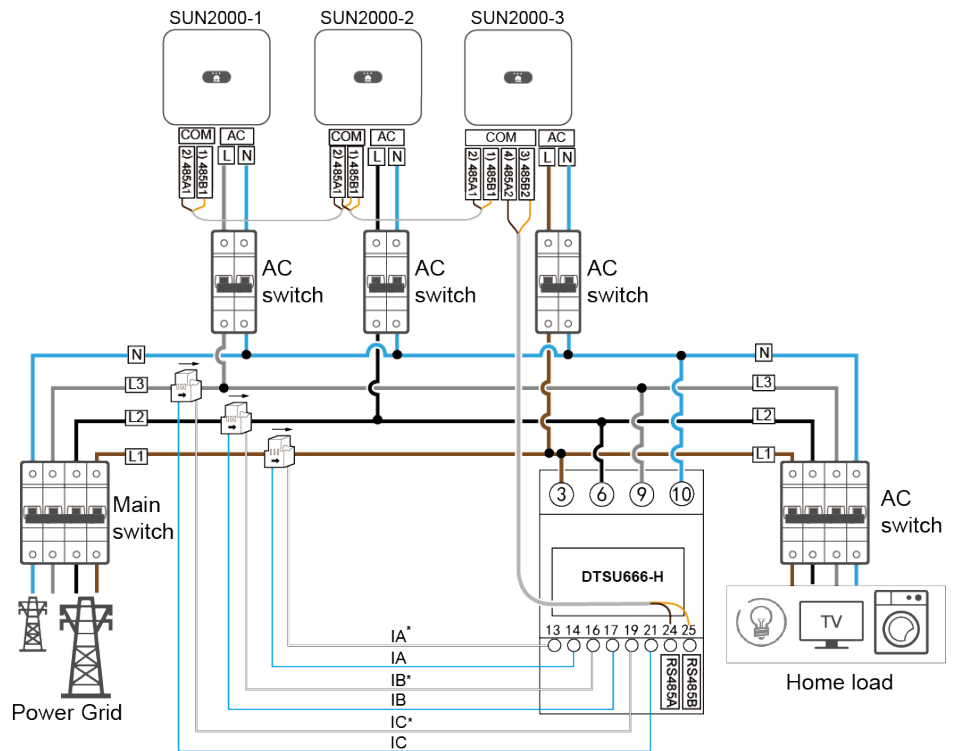 SUN2000-1
SUN2000-2
SUN2000-3
COM
AC
COM
AC
COM
AC
2) 485A1
1) 485B1
L
N
2) 485A1
1) 485B1
L
N
2) 485A1
1) 485B1
4) 485A2
3) 485B2
L
N
AC
switch
AC
switch
AC
switch
N
N
L3
L3
L2
L2
L1
L1
Main
switch
3
6
9
10
AC
switch
DTSU666-H
TV
13 14 16 17 19 21 24 25
RS485A
RS485B
IA*
IA
IB*
IB
IC*
IC
Power Grid
Home load